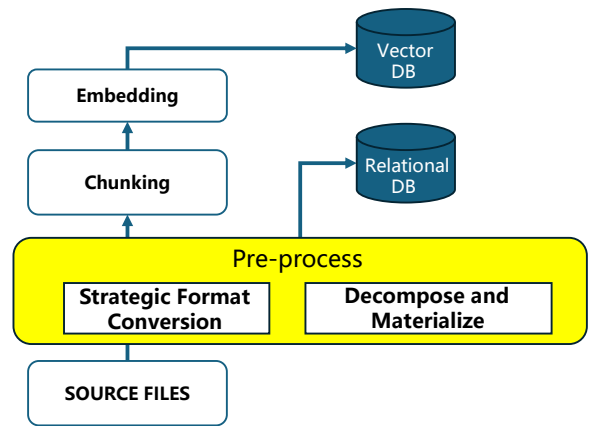 Vector
DB
Embedding
Chunking
Relational
DB
Pre-process
Strategic Format
Conversion
Decompose and
Materialize
SOURCE FILES